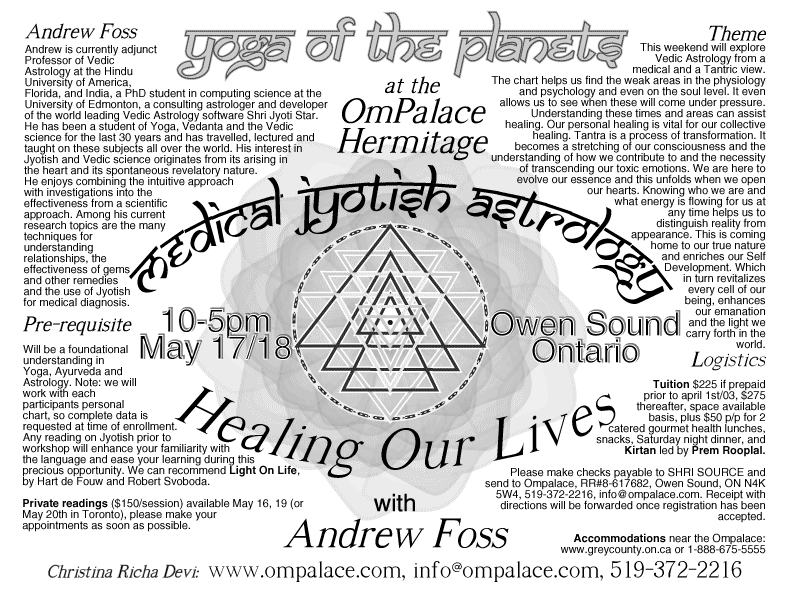 yoga of the planets
at the
OmPalace
Hermitage
medical jyotish astrology
10-5pm
May 17/18
Owen Sound
Ontario
Healing Our Lives
with
Andrew Foss
Andrew Foss
Andrew is currently adjunct
Professor of Vedic
Astrology at the Hindu
University of America,
Florida, and India, a PhD student in computing science at the
University of Edmonton, a consulting astrologer and developer
of the world leading Vedic Astrology software Shri Jyoti Star.
He has been a student of Yoga, Vedanta and the Vedic
science for the last 30 years and has travelled, lectured and
taught on these subjects all over the world. His interest in
Jyotish and Vedic science originates from its arising in
the heart and its spontaneous revelatory nature.
He enjoys combining the intuitive approach
with investigations into the
effectiveness from a scientific
approach. Among his current
research topics are the many
techniques for
understanding
relationships, the
effectiveness of gems
and other remedies
and the use of Jyotish
for medical diagnosis.
Pre-requisite
Will be a foundational
understanding in
Yoga, Ayurveda and
Astrology. Note: we will
work with each
participants personal
chart, so complete data is
requested at time of enrollment.
Any reading on Jyotish prior to
workshop will enhance your familiarity with
the language and ease your learning during this
precious opportunity. We can recommend Light On Life,
by Hart de Fouw and Robert Svoboda.
Private readings ($150/session) available May 16, 19 (or
May 20th in Toronto), please make your
appointments as soon as possible.
Theme
This weekend will explore
Vedic Astrology from a
medical and a Tantric view.
The chart helps us find the weak areas in the physiology
and psychology and even on the soul level. It even
allows us to see when these will come under pressure.
Understanding these times and areas can assist
healing. Our personal healing is vital for our collective
healing. Tantra is a process of transformation. It
becomes a stretching of our consciousness and the
understanding of how we contribute to and the necessity
of transcending our toxic emotions. We are here to
evolve our essence and this unfolds when we open
our hearts. Knowing who we are and
what energy is flowing for us at
any time helps us to
distinguish reality from
appearance. This is coming
home to our true nature
and enriches our Self
Development. Which
in turn revitalizes
every cell of our
being, enhances
our emanation
and the light we
carry forth in the
world.
Logistics
Tuition $225 if prepaid
prior to april 1st/03, $275
thereafter, space available
basis, plus $50 p/p for 2
catered gourmet health lunches,
snacks, Saturday night dinner, and
Kirtan led by Prem Rooplal.
Please make checks payable to SHRI SOURCE and
send to Ompalace, RR#8-617682, Owen Sound, ON N4K
5W4, 519-372-2216, info@ompalace.com. Receipt with
directions will be forwarded once registration has been
accepted.
Accommodations near the Ompalace:
www.greycounty.on.ca or 1-888-675-5555
Christina Richa Devi: www.ompalace.com, info@ompalace.com, 519-372-2216